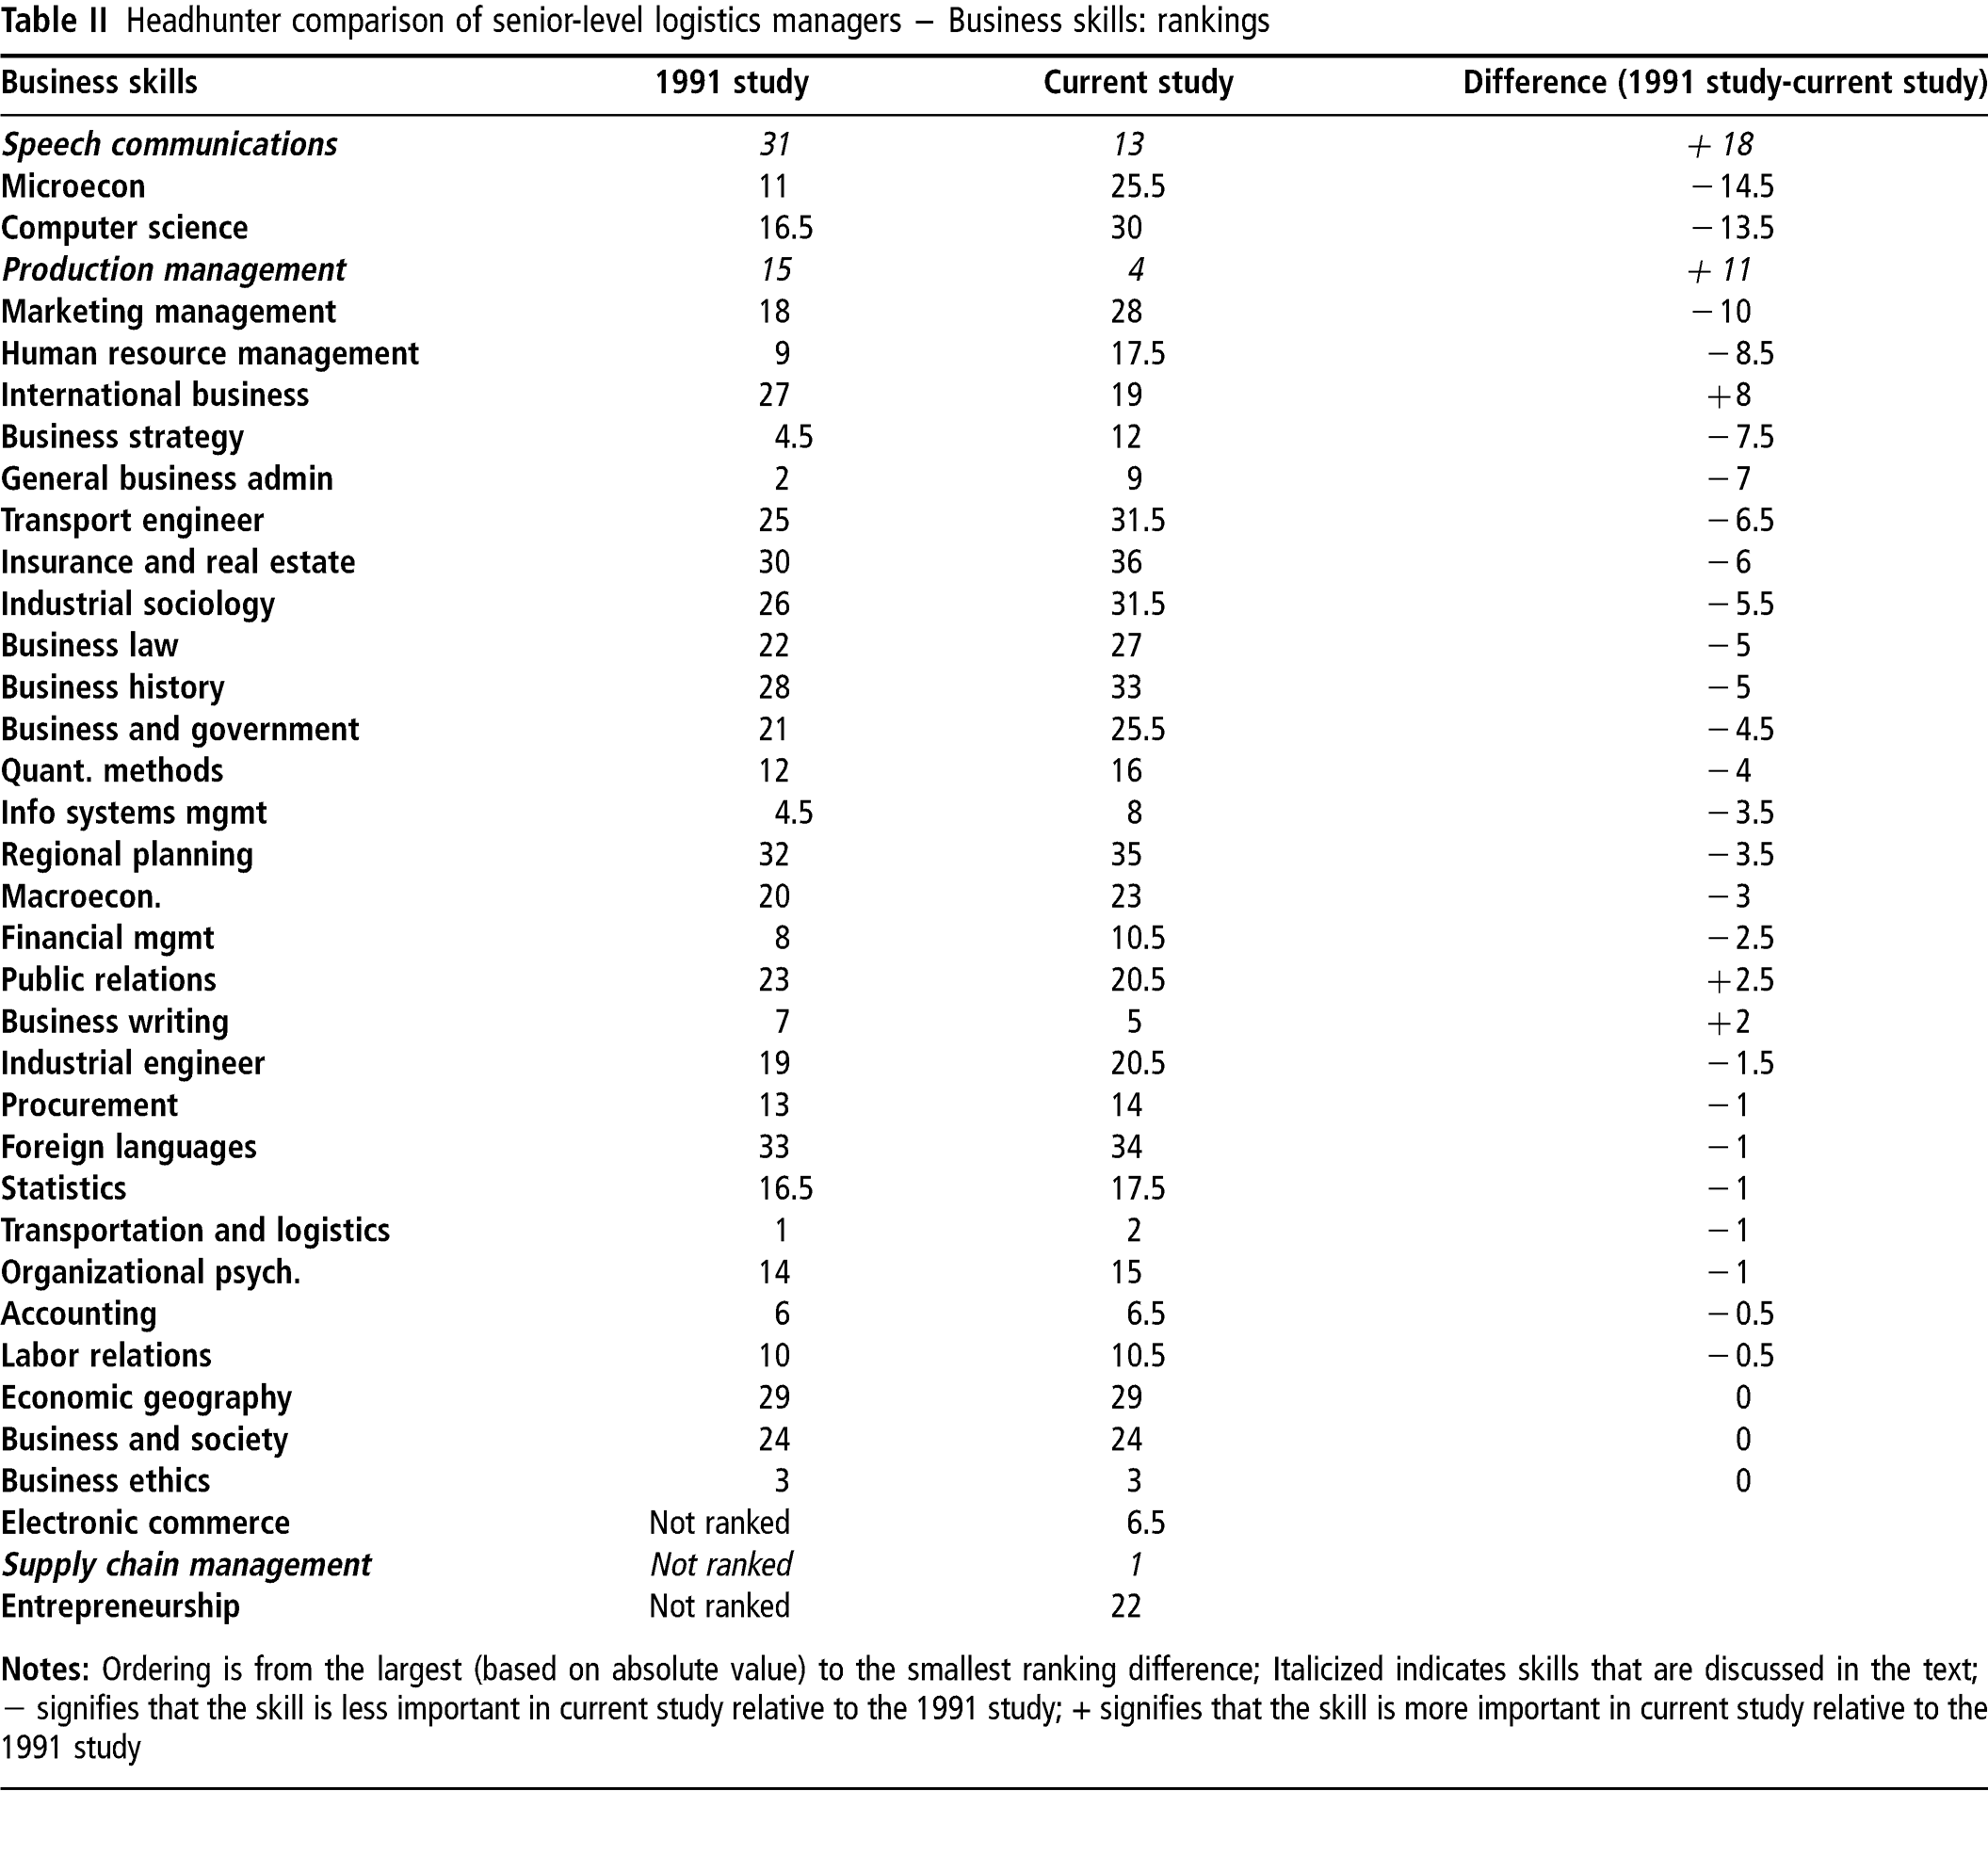 Table II Headhunter comparison of senior-level logistics managers – Business skills: rankings
Business skills 1991 study Current study Difference (1991 study-current study)
Speech communications 31 13 + 18
Microecon 11 25.5 − 14.5
Computer science 16.5 30 − 13.5
Production management 15 4 + 11
Marketing management 18 28 − 10
Human resource management 9 17.5 − 8.5
International business 27 19 +8
Business strategy 4.5 12 − 7.5
General business admin 2 9 − 7
Transport engineer 25 31.5 − 6.5
Insurance and real estate 30 36 − 6
Industrial sociology 26 31.5 − 5.5
Business law 22 27 − 5
Business history 28 33 − 5
Business and government 21 25.5 − 4.5
Quant. methods 12 16 − 4
Info systems mgmt 4.5 8 − 3.5
Regional planning 32 35 − 3.5
Macroecon. 20 23 − 3
Financial mgmt 8 10.5 − 2.5
Public relations 23 20.5 +2.5
Business writing 7 5 +2
Industrial engineer 19 20.5 − 1.5
Procurement 13 14 − 1
Foreign languages 33 34 − 1
Statistics 16.5 17.5 − 1
Transportation and logistics 1 2 − 1
Organizational psych. 14 15 − 1
Accounting 6 6.5 − 0.5
Labor relations 10 10.5 − 0.5
Economic geography 29 29 0
Business and society 24 24 0
Business ethics 3 3 0
Electronic commerce Not ranked 6.5
Supply chain management Not ranked 1
Entrepreneurship Not ranked 22
Notes: Ordering is from the largest (based on absolute value) to the smallest ranking difference; Italicized indicates skills that are discussed in the text;
− signifies that the skill is less important in current study relative to the 1991 study; + signifies that the skill is more important in current study relative to the
1991 study